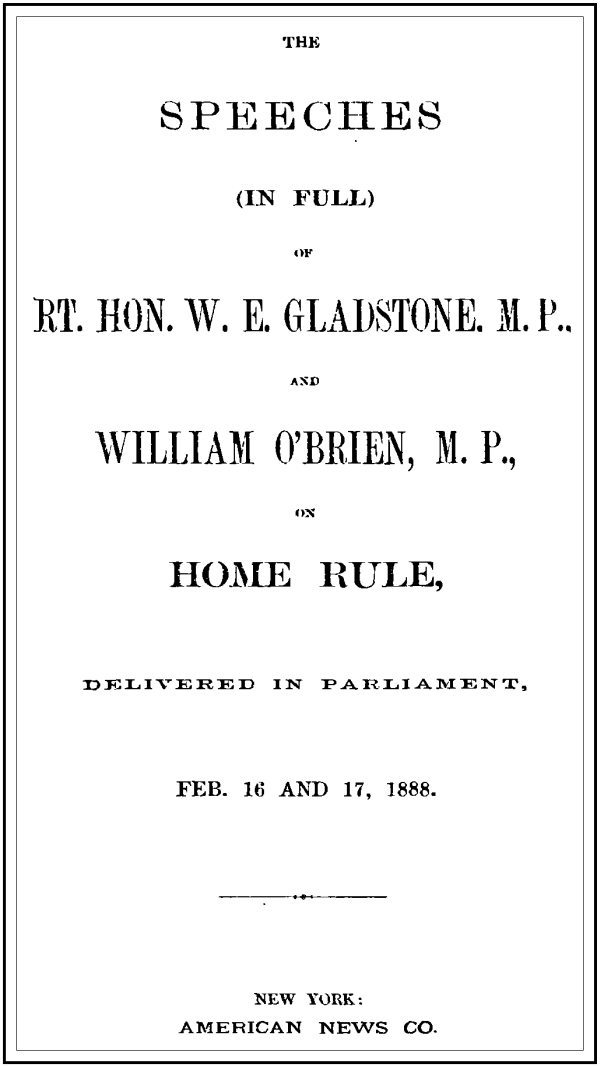 THE
SPEECHES
(IN FULL)
OF
RT. HON. W. E. GLADSTONE. M. P.,
AND
WILLIAM O'BRIEN, M. P.,
ON
HOME RULE,
DELIVERED IN PARLIAMENT,
FEB. 16 AND 17, 1888.
NEW YORK:
AMERICAN NEWS CO.